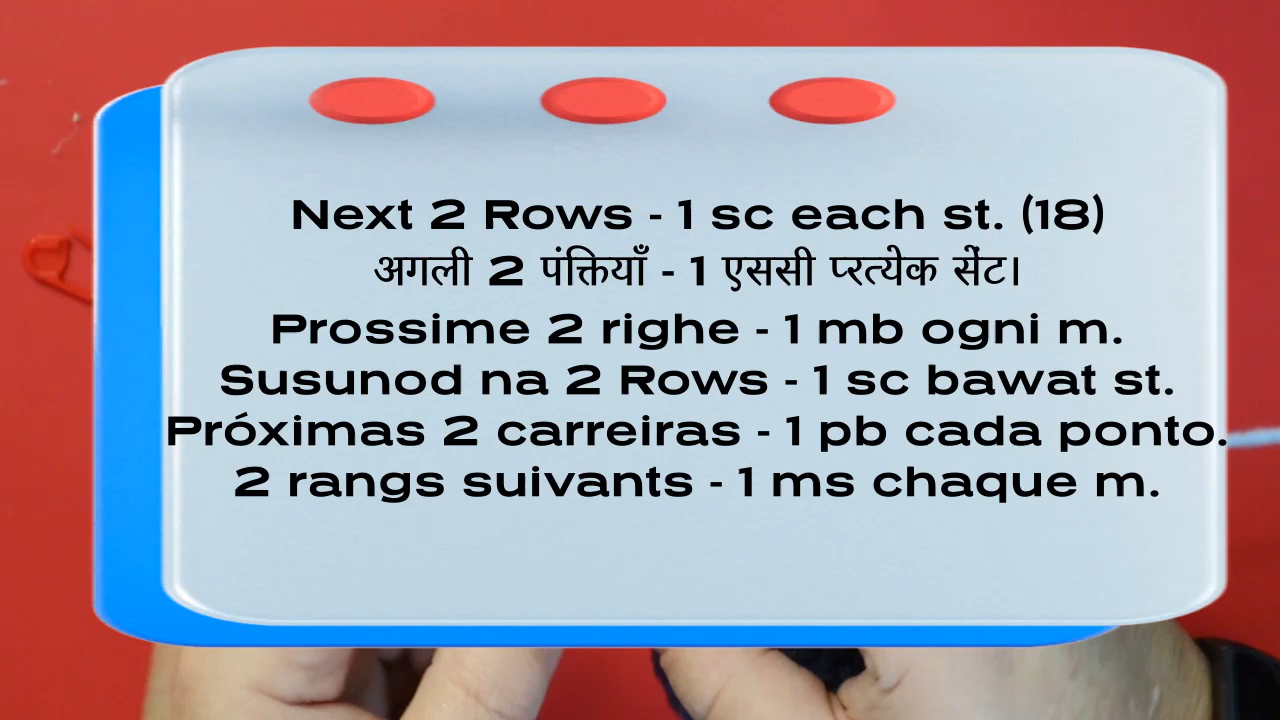 Next 2 Rows - 1 sc each st. (18)
अगली 2 पंक्तियाँ - 1 एससी प्रत्येक सेंट।
Prossime 2 righe - 1 mb ogni m.
Susunod na 2 Rows - 1 sc bawat st.
Próximas 2 carreiras - 1 pb cada ponto.
2 rangs suivants - 1 ms chaque m.